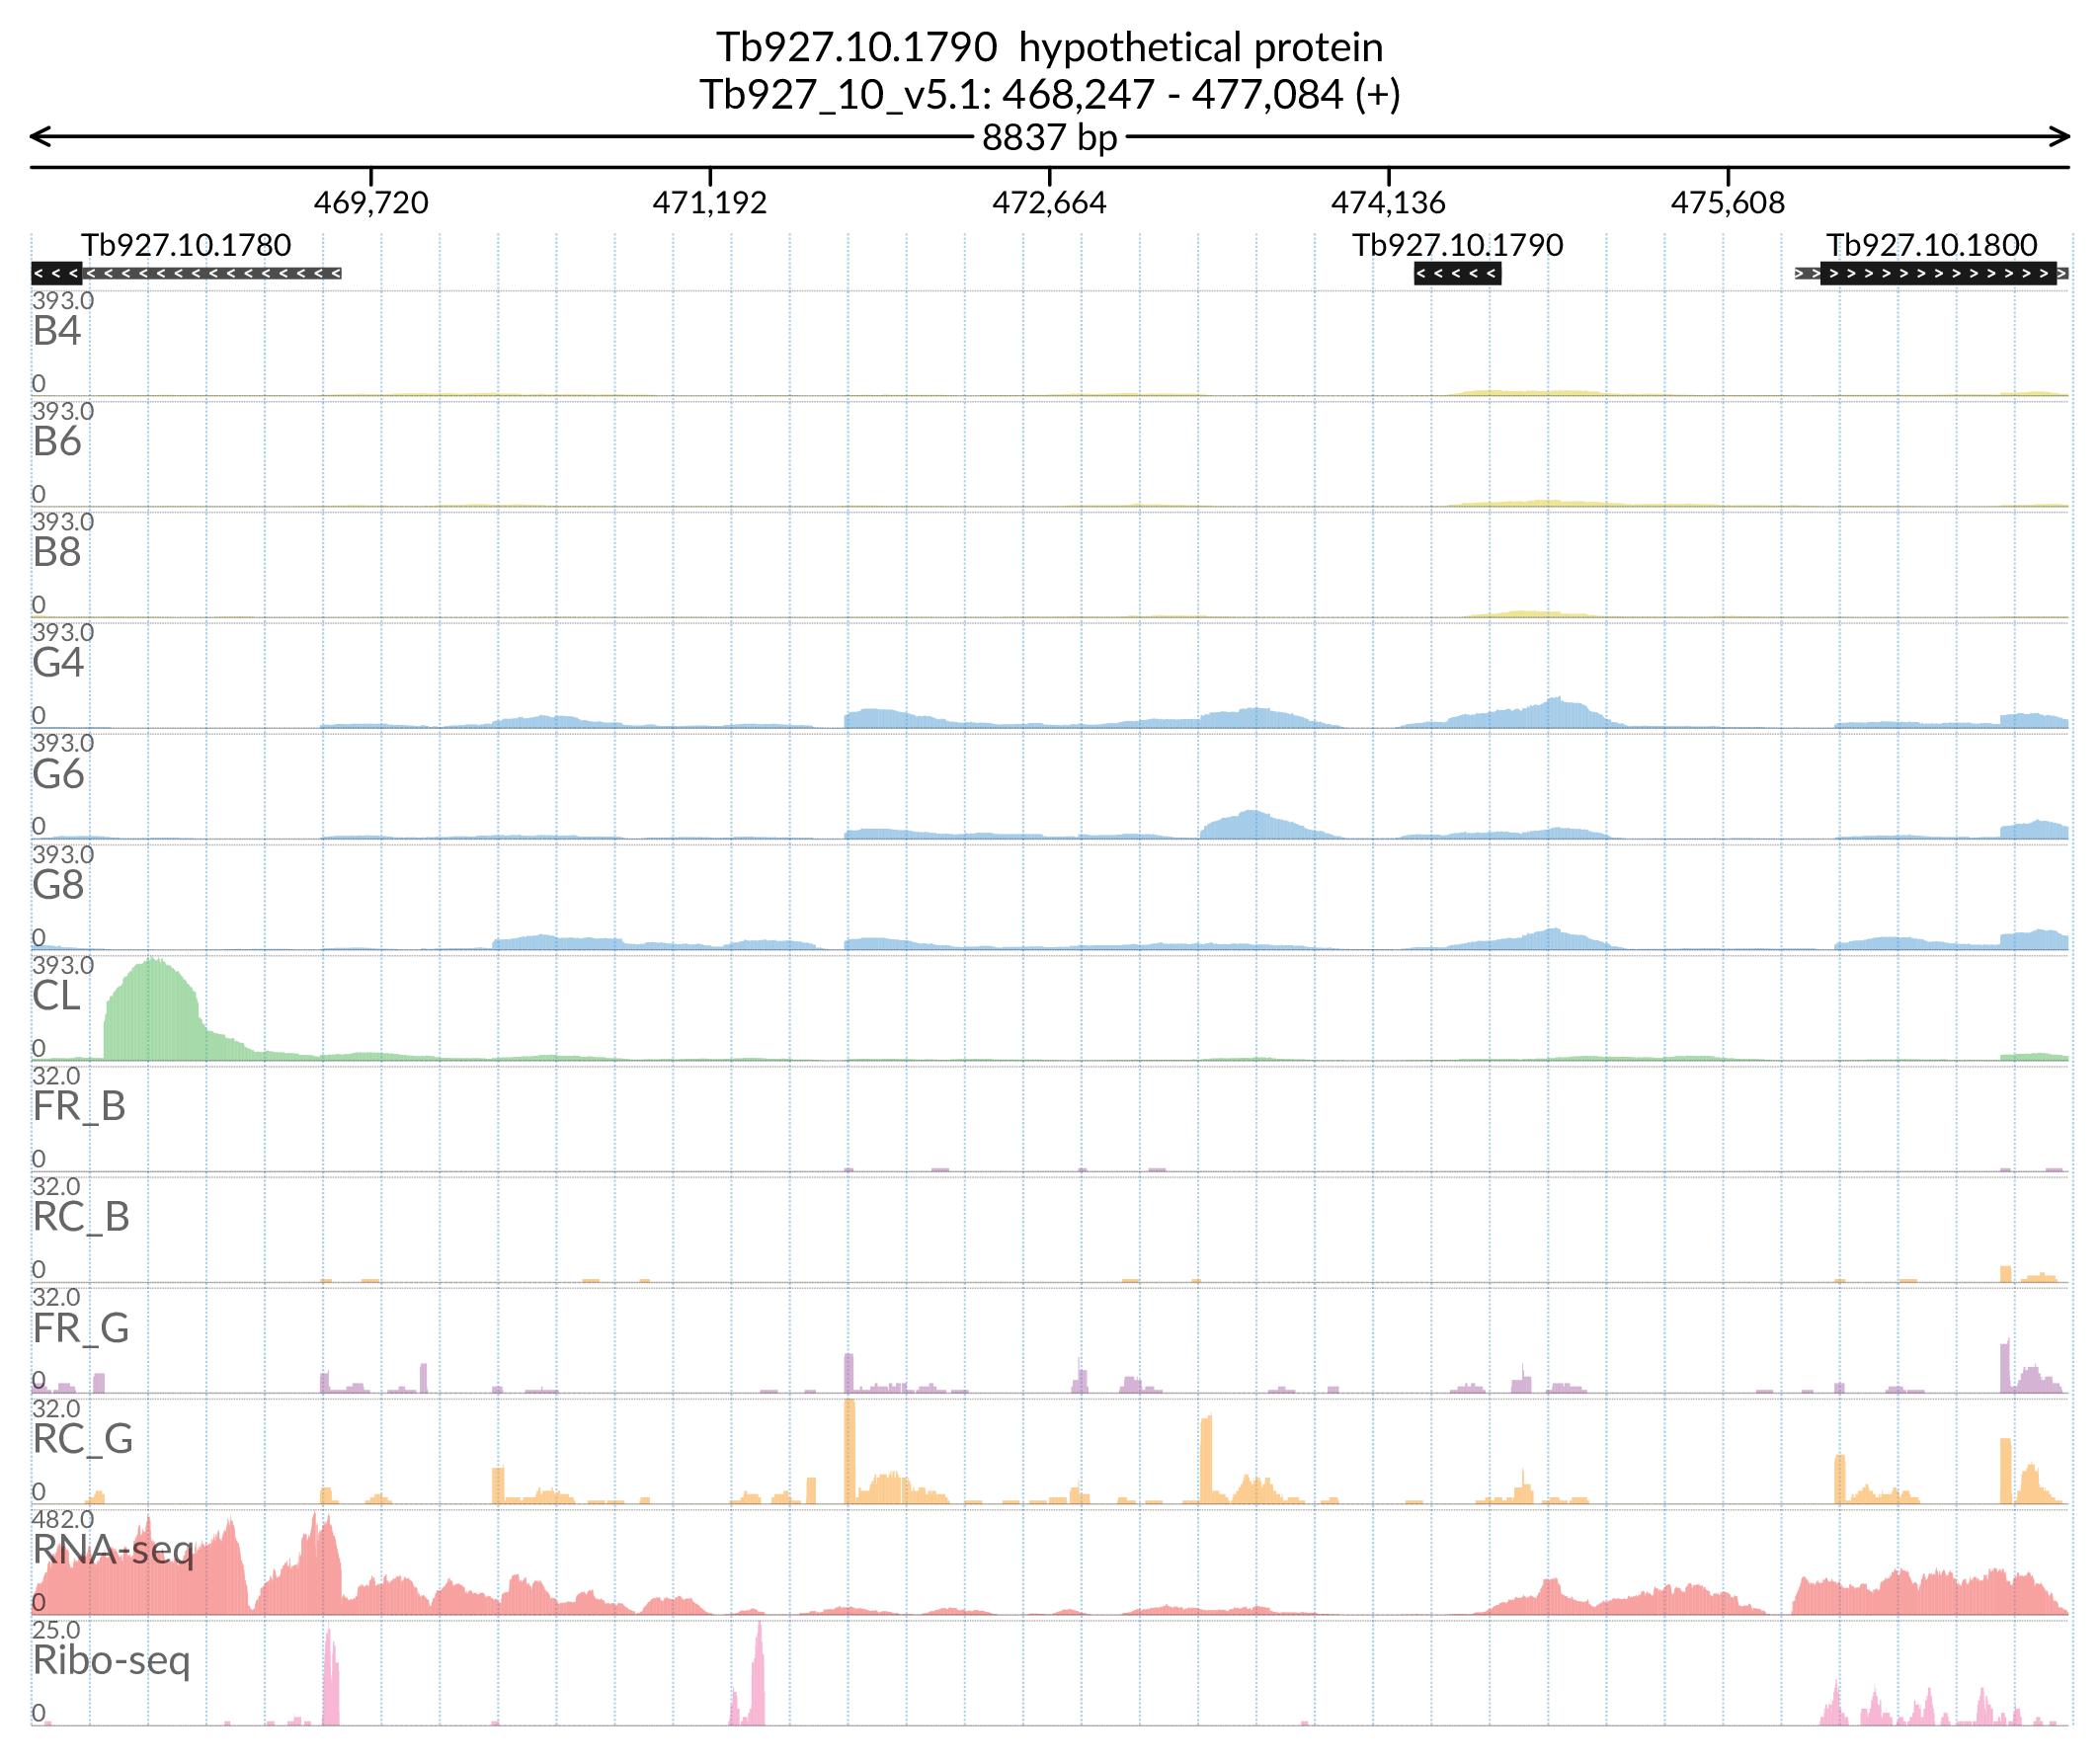 Tb927.10.1790  hypothetical protein
Tb927_10_v5.1: 468,247 - 477,084 (+)
8837 bp
469,720 471,192 472,664 474,136 475,608
Tb927.10.1780 Tb927.10.1790 Tb927.10.1800
393.0
B4
0
393.0
B6
0
393.0
B8
0
393.0
G4
0
393.0
G6
0
393.0
G8
0
393.0
CL
0
32.0
FR_B
0
32.0
RC_B
0
32.0
FR_G
0
32.0
RC_G
0
482.0
RNA-seq
0
25.0
Ribo-seq
0